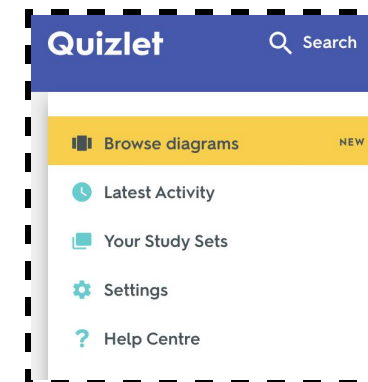 Quizlet Search
Browse diagrams NEW
Latest Activity
Your Study Sets
Settings
? Help Centre